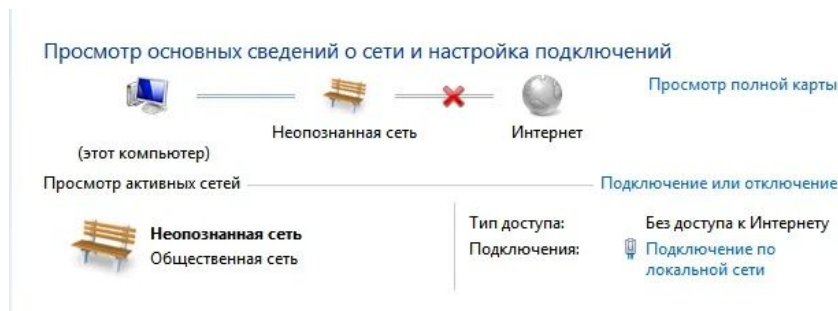 Просмотр основных сведений о сети и настройка подключений
Просмотр полной карты
Неопознанная сеть
Интернет
(этот компьютер)
Просмотр активных сетей
Подключение или отключение
Неопознанная сеть
Общественная сеть
Тип доступа:
Без доступа к Интернету
Подключения:
Подключение по
локальной сети